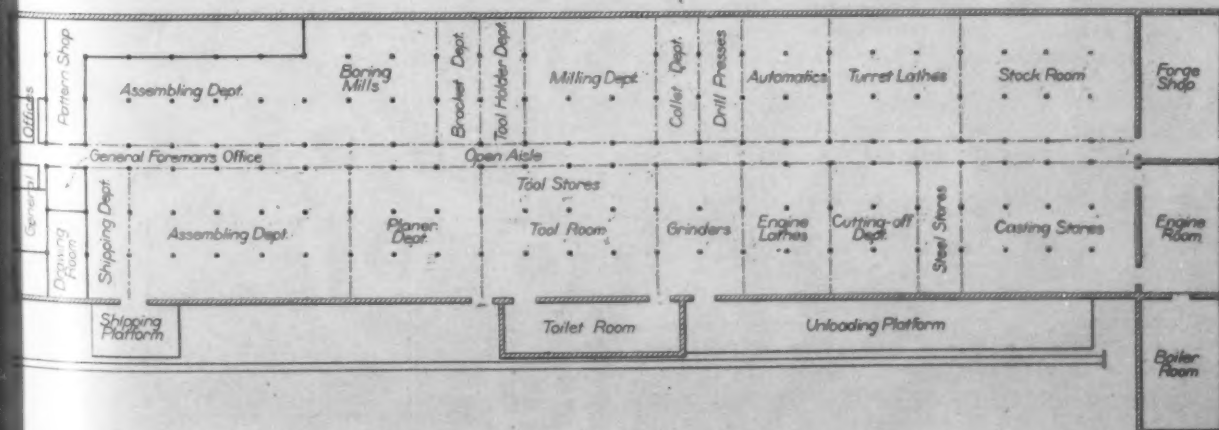 Offices
Pattern Shop
Assembling Dept.
Boring
Mills
Bracket Dept.
Tool Holder Dept.
Milling Dept.
Collet Dept.
Drill Presses
Automatics
Turret Lathes
Stock Room
Forge
Shop
General Foreman's Office
Open Aisle
General
Drawing
Room
Shipping Dept.
Assembling Dept.
Planer
Dept.
Tool Stores
Tool Room
Grinders
Engine
Lathes
Cutting-off
Dept.
Steel Stores
Casting Stores
Engine
Room
Shipping
Platform
Toilet Room
Unloading Platform
Boiler
Room